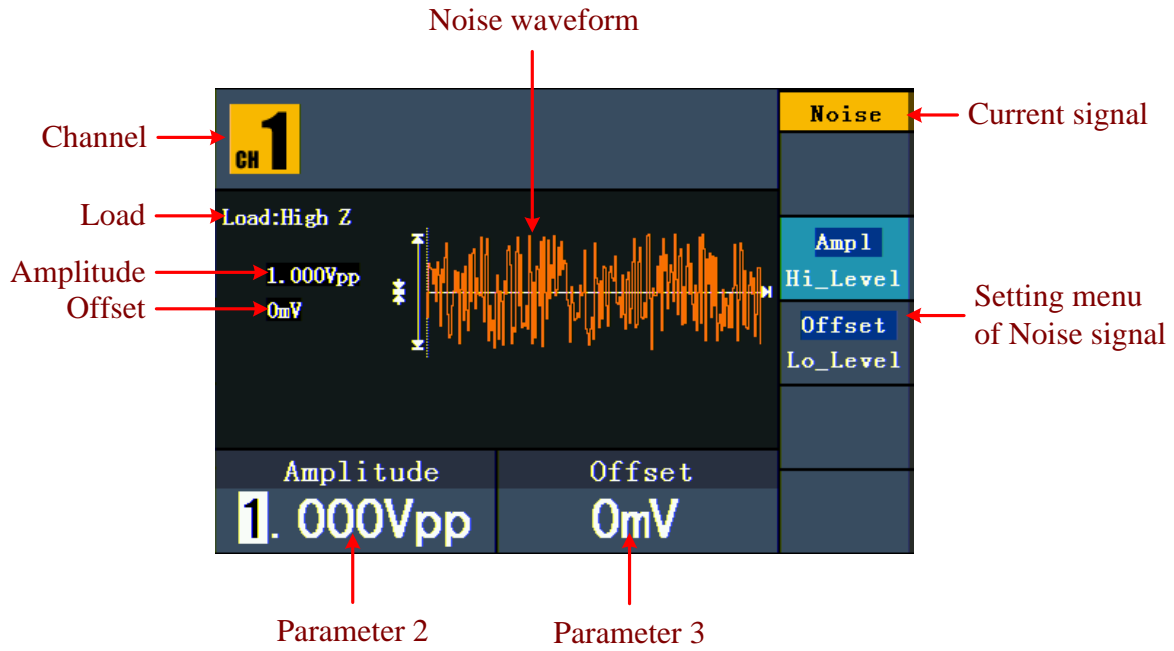 Noise waveform
Channel
CH 1
Noise
Current signal
Load
Load:High Z
Amplitude
1.000Vpp
Offset
0mV
Ampl
Hi_Level
Offset
Lo_Level
Setting menu
of Noise signal
Amplitude
Offset
1.000Vpp
0mV
Parameter 2
Parameter 3